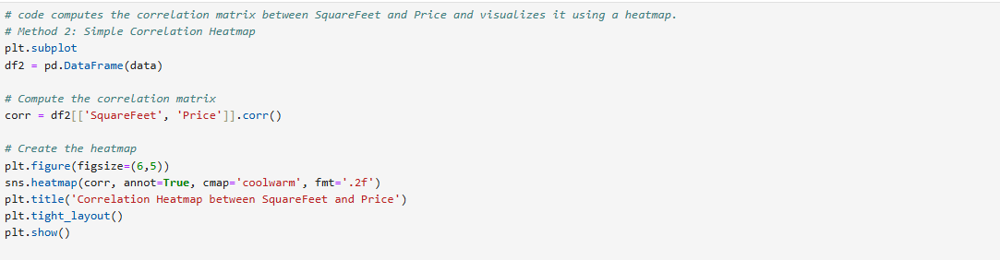 # code computes the correlation matrix between SquareFeet and Price and visualizes it using a heatmap.
# Method 2: Simple Correlation Heatmap
plt.subplot
df2 = pd.DataFrame(data)
# Compute the correlation matrix
corr = df2[['SquareFeet', 'Price']].corr()
# Create the heatmap
plt.figure(figsize=(6,5))
sns.heatmap(corr, annot=True, cmap='coolwarm', fmt='.2f')
plt.title('Correlation Heatmap between SquareFeet and Price')
plt.tight_layout()
plt.show()